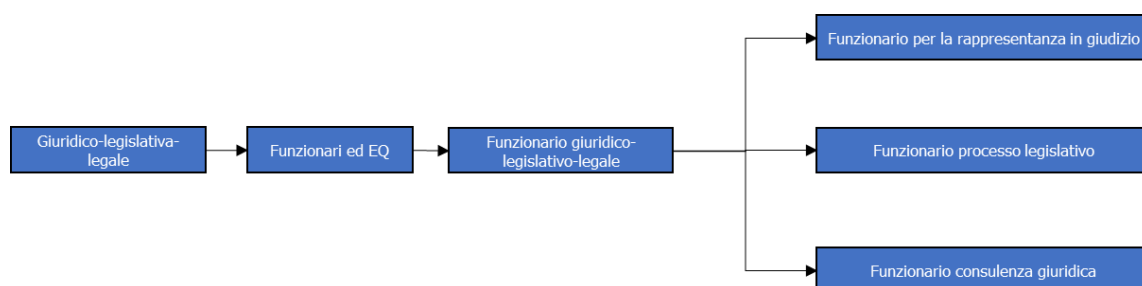 Funzionario per la rappresentanza in giudizio
Giuridico-legislativa-
legale
Funzionari ed EQ
Funzionario giuridico-
legislativo-legale
Funzionario processo legislativo
Funzionario consulenza giuridica